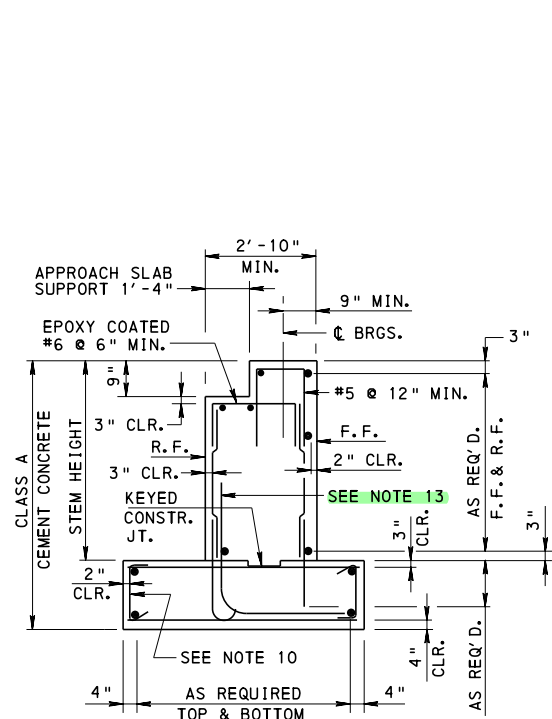 2'-10"
MIN.
APPROACH SLAB
SUPPORT 1'-4"
9" MIN.
EPOXY COATED
#6 @ 6" MIN.
℄ BRGS.
3"
9"
#5 @ 12" MIN.
3" CLR.
R.F.
F.F.
3" CLR.
2" CLR.
CLASS A
CEMENT CONCRETE
STEM HEIGHT
KEYED
CONSTR.
JT.
SEE NOTE 13
AS REQ'D.
F.F. & R.F.
3"
CLR.
3"
2"
CLR.
SEE NOTE 10
4"
CLR.
AS REQ'D.
4"
AS REQUIRED
4"
TOP & BOTTOM